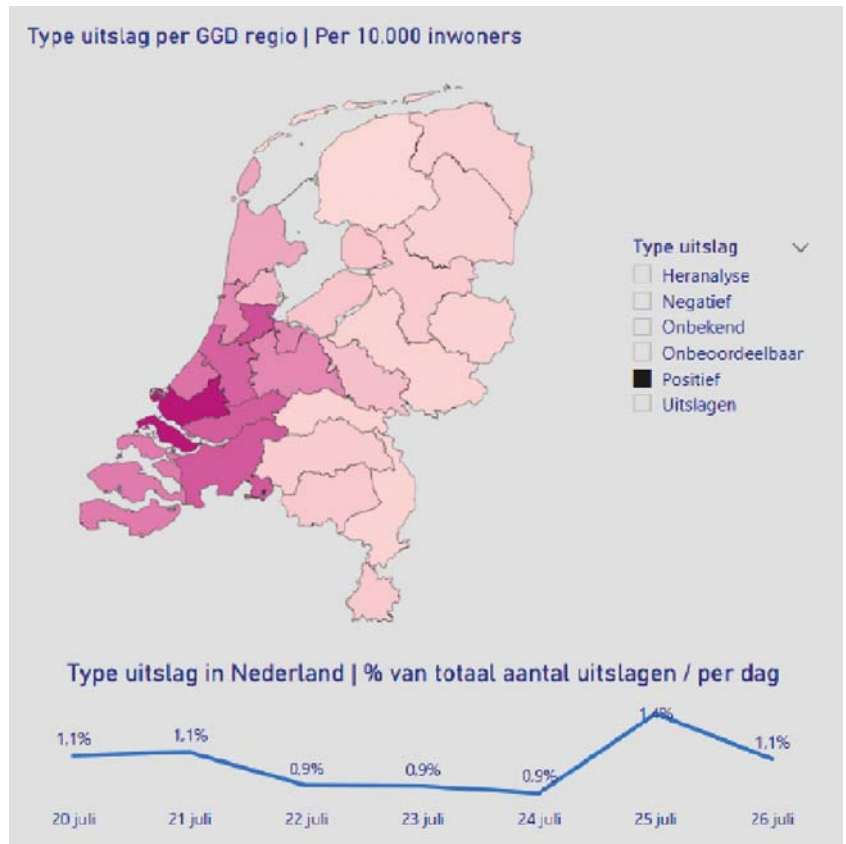 Type uitslag per GGD regio | Per 10.000 inwoners
Type uitslag
Heranalyse
Negatief
Onbekend
Onbeoordeelbaar
Positief
Uitslagen
Type uitslag in Nederland | % van totaal aantal uitslagen / per dag
1,1%
1,1%
0,9%
0,9%
0,9%
1,4%
1,1%
20 juli
21 juli
22 juli
23 juli
24 juli
25 juli
26 juli